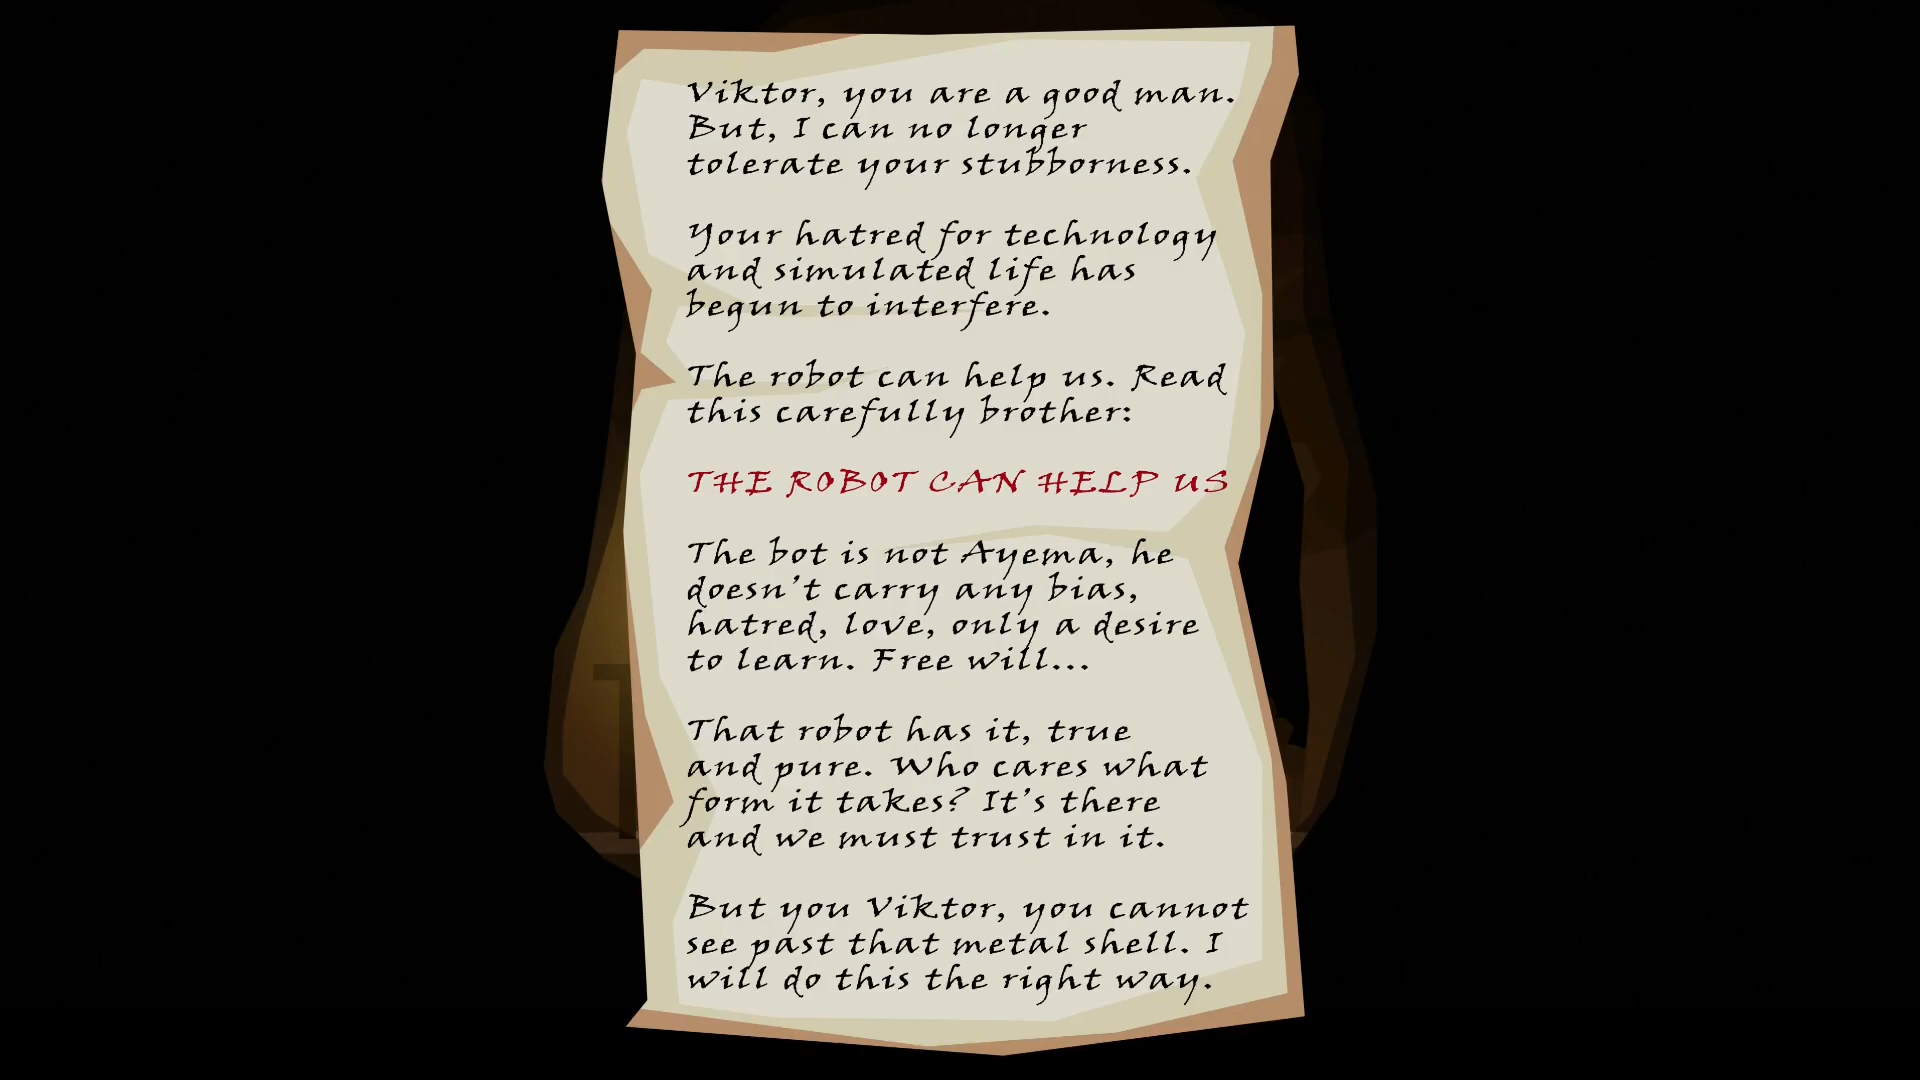 Viktor, you are a good man.
But, I can no longer
tolerate your stubborness.
Your hatred for technology
and simulated life has
begun to interfere.
The robot can help us. Read
this carefully brother:
THE ROBOT CAN HELP US
The bot is not Ayema, he
doesn't carry any bias,
hatred, love, only a desire
to learn. Free will...
That robot has it, true
and pure. Who cares what
form it takes? It's there
and we must trust in it.
But you Viktor, you cannot
see past that metal shell. I
will do this the right way.